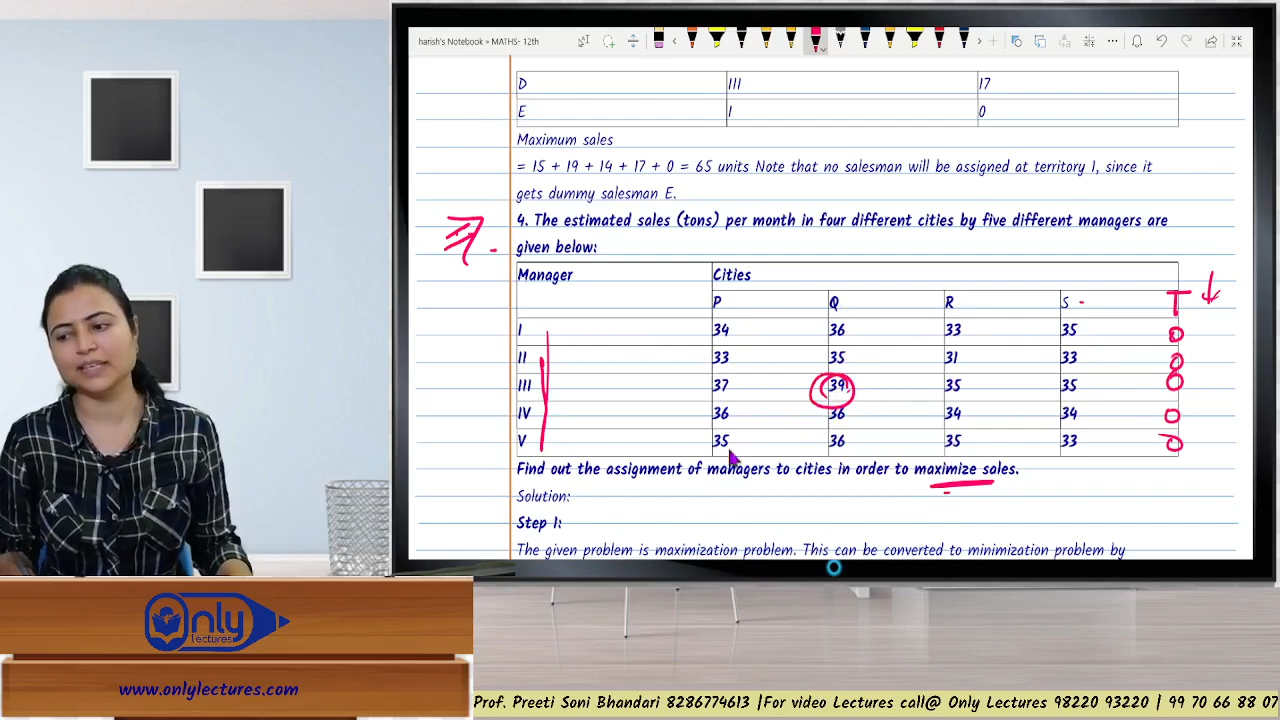 harish's Notebook » MATHS- 12th
D III 17
E I 0
Maximum sales
= 15 + 19 + 14 + 17 + 0 = 65 units Note that no salesman will be assigned at territory 1, since it
gets dummy salesman E.
4. The estimated sales (tons) per month in four different cities by five different managers are
given below:
Manager Cities
P Q R S T
I 34 36 33 35 0
II 33 35 31 33 0
III 37 39 35 35 0
IV 36 36 34 34 0
V 35 36 35 33 0
Find out the assignment of managers to cities in order to maximize sales.
Solution:
Step 1:
The given problem is maximization problem. This can be converted to minimization problem by
Only
lectures
www.onlylectures.com
Prof. Preeti Soni Bhandari 8286774613 |For video Lectures call@ Only Lectures 98220 93220 | 99 70 66 88 07